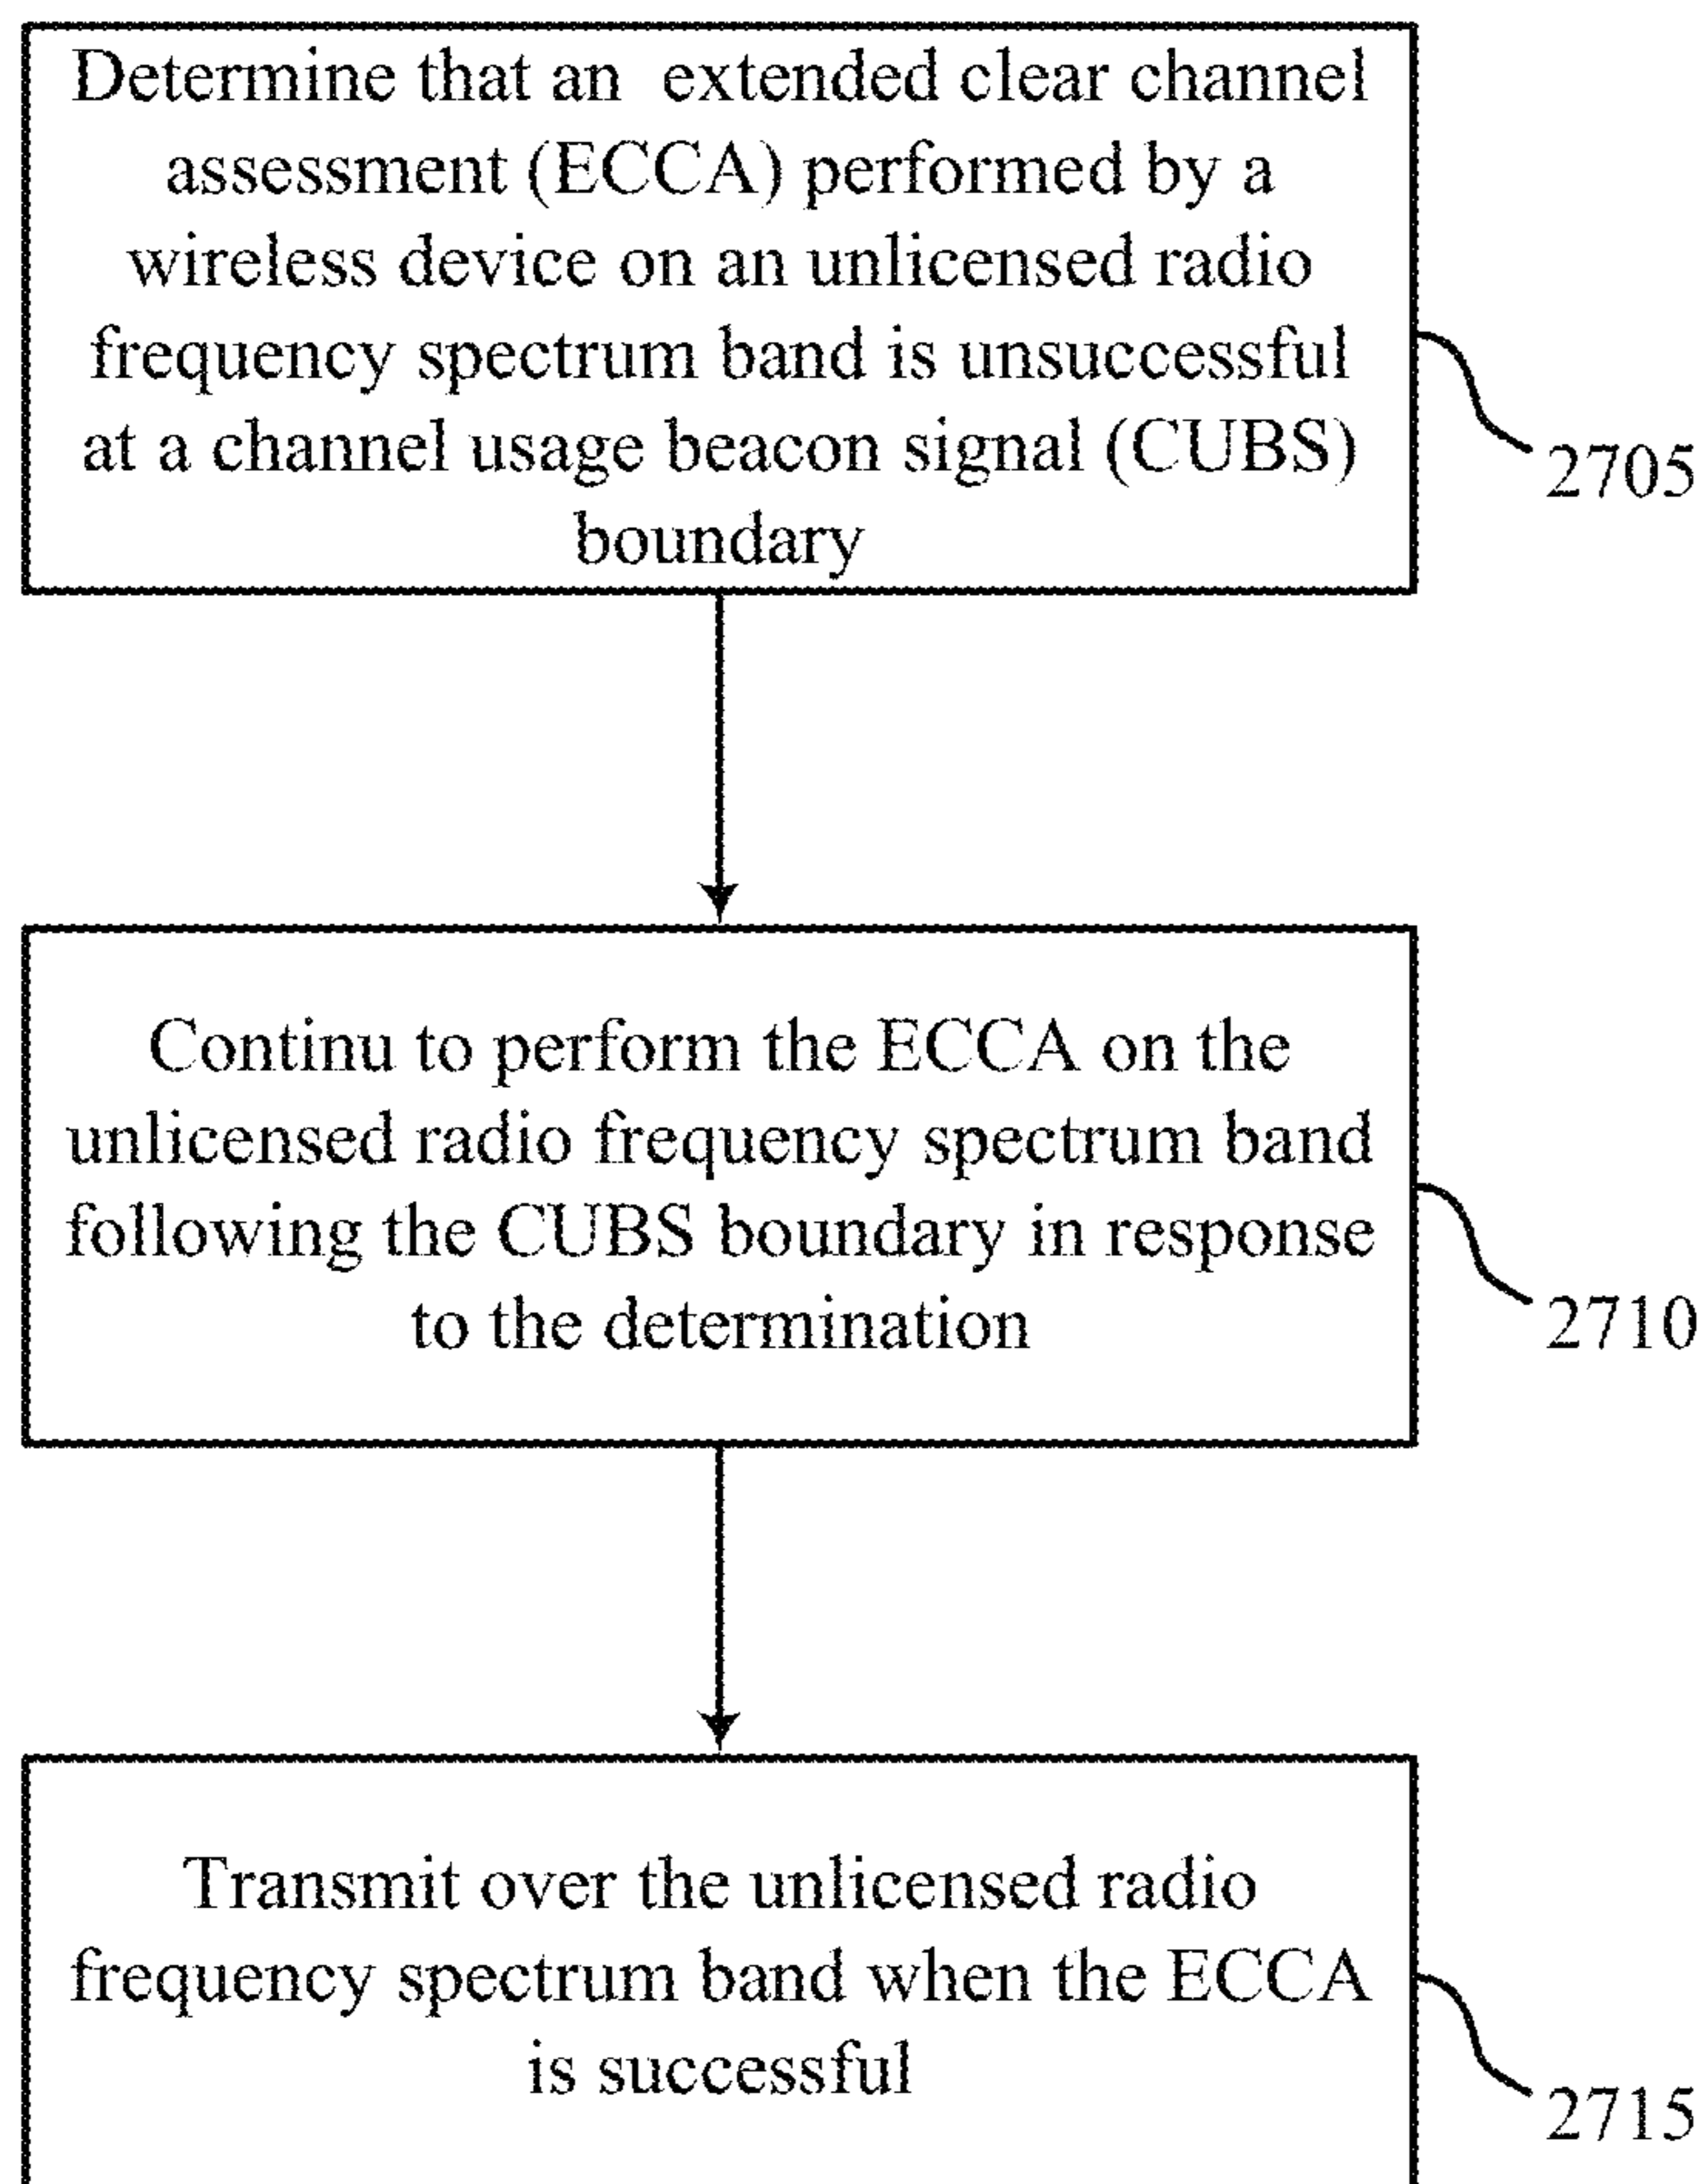 Determine that an extended clear channel
assessment (ECCA) performed by a
wireless device on an unlicensed radio
frequency spectrum band is unsuccessful
at a channel usage beacon signal (CUBS)
boundary
2705
Continu to perform the ECCA on the
unlicensed radio frequency spectrum band
following the CUBS boundary in response
to the determination
2710
Transmit over the unlicensed radio
frequency spectrum band when the ECCA
is successful
2715